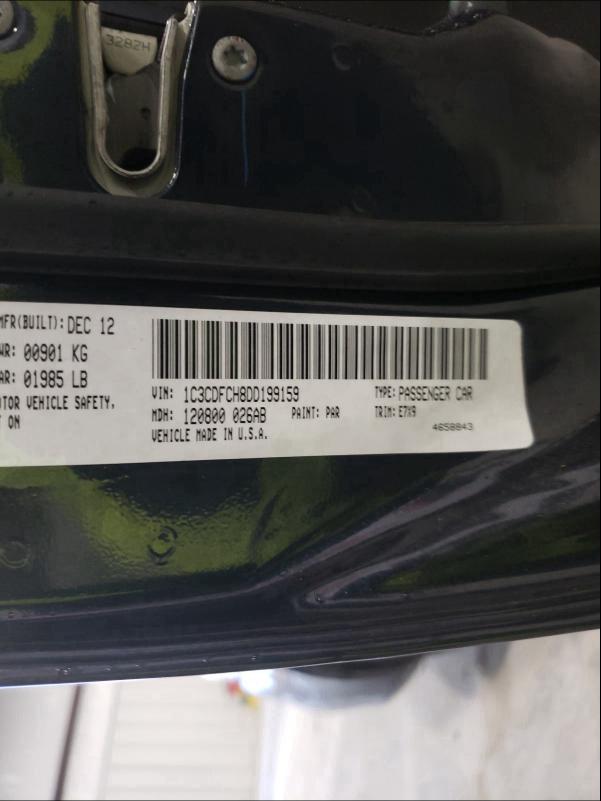 3282H
MFR(BUILT): DEC 12
WR: 00901 KG
AR: 01985 LB
OTOR VEHICLE SAFETY,
T ON
VIN: 1C3CDFCH8DD199159 TYPE: PASSENGER CAR
MDH: 120800 026AB PAINT: PAR TRIM: E7X9
VEHICLE MADE IN U.S.A. 4658843